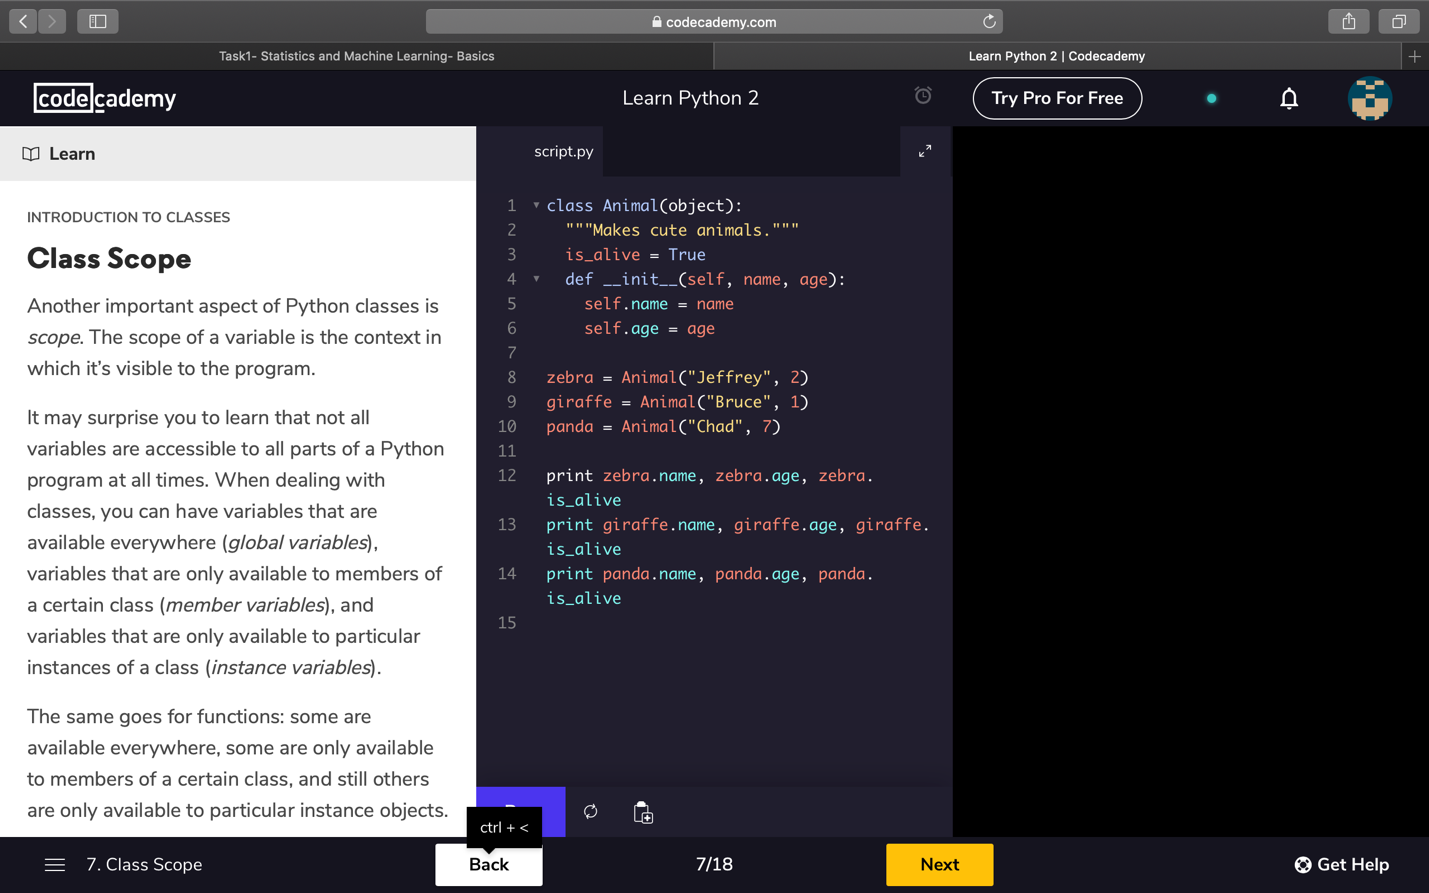 codecademy.com
Task1- Statistics and Machine Learning- Basics
Learn Python 2 | Codecademy
codecademy
Learn Python 2
Try Pro For Free
Learn
script.py
INTRODUCTION TO CLASSES
Class Scope
Another important aspect of Python classes is
scope. The scope of a variable is the context in
which it’s visible to the program.
It may surprise you to learn that not all
variables are accessible to all parts of a Python
program at all times. When dealing with
classes, you can have variables that are
available everywhere (global variables),
variables that are only available to members of
a certain class (member variables), and
variables that are only available to particular
instances of a class (instance variables).
The same goes for functions: some are
available everywhere, some are only available
to members of a certain class, and still others
are only available to particular instance objects.
1 class Animal(object):
2 """Makes cute animals."""
3 is_alive = True
4 def __init__(self, name, age):
5 self.name = name
6 self.age = age
7
8 zebra = Animal("Jeffrey", 2)
9 giraffe = Animal("Bruce", 1)
10 panda = Animal("Chad", 7)
11
12 print zebra.name, zebra.age, zebra.
is_alive
13 print giraffe.name, giraffe.age, giraffe.
is_alive
14 print panda.name, panda.age, panda.
is_alive
15
ctrl + <
7. Class Scope
Back
7/18
Next
Get Help